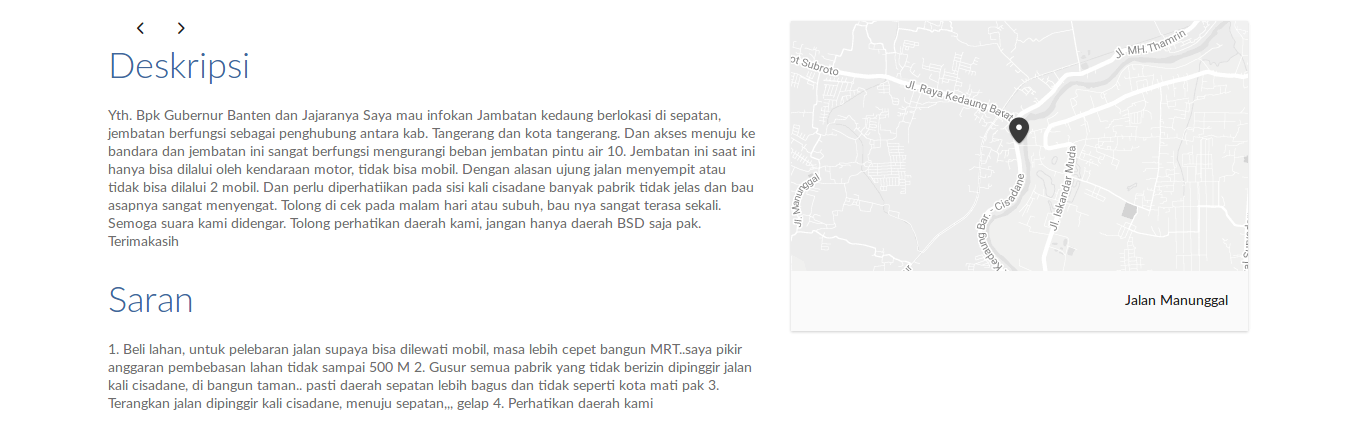 Deskripsi
Yth. Bpk Gubernur Banten dan Jajaranya Saya mau infokan Jambatan kedaung berlokasi di sepatan,
jembatan berfungsi sebagai penghubung antara kab. Tangerang dan kota tangerang. Dan akses menuju ke
bandara dan jembatan ini sangat berfungsi mengurangi beban jembatan pintu air 10. Jembatan ini saat ini
hanya bisa dilalui oleh kendaraan motor, tidak bisa mobil. Dengan alasan ujung jalan menyempit atau
tidak bisa dilalui 2 mobil. Dan perlu diperhatiikan pada sisi kali cisadane banyak pabrik tidak jelas dan bau
asapnya sangat menyengat. Tolong di cek pada malam hari atau subuh, bau nya sangat terasa sekali.
Semoga suara kami didengar. Tolong perhatikan daerah kami, jangan hanya daerah BSD saja pak.
Terimakasih
Saran
1. Beli lahan, untuk pelebaran jalan supaya bisa dilewati mobil, masa lebih cepet bangun MRT..saya pikir
anggaran pembebasan lahan tidak sampai 500 M 2. Gusur semua pabrik yang tidak berizin dipinggir jalan
kali cisadane, di bangun taman.. pasti daerah sepatan lebih bagus dan tidak seperti kota mati pak 3.
Terangkan jalan dipinggir kali cisadane, menuju sepatan,,, gelap 4. Perhatikan daerah kami
ot Subroto
Jl. MH.Thamrin
Jl. Raya Kedaung Barat
Jl. Manunggal
Kedaung Bar. - Cisadane
Jl. Iskandar Muda
Jalan Manunggal